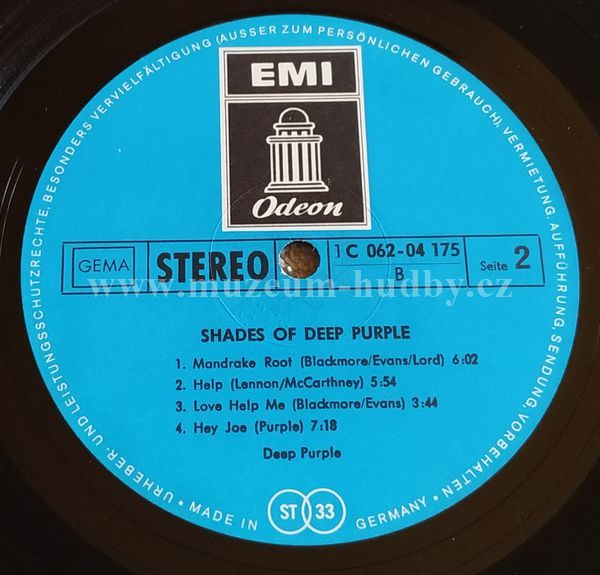 URHEBER- UND LEISTUNGSSCHUTZRECHTE, BESONDERS VERVIELFÄLTIGUNG (AUSSER ZUM PERSÖNLICHEN GEBRAUCH), VERMIETUNG, AUFFÜHRUNG, SENDUNG VORBEHALTEN •
EMI
Odeon
GEMA STEREO 1 C 062-04 175 B Seite 2
www.muzeum-hudby.cz
SHADES OF DEEP PURPLE
1. Mandrake Root (Blackmore/Evans/Lord) 6:02
2. Help (Lennon/McCarthney) 5:54
3. Love Help Me (Blackmore/Evans) 3:44
4. Hey Joe (Purple) 7:18
Deep Purple
• MADE IN ST 33 GERMANY •